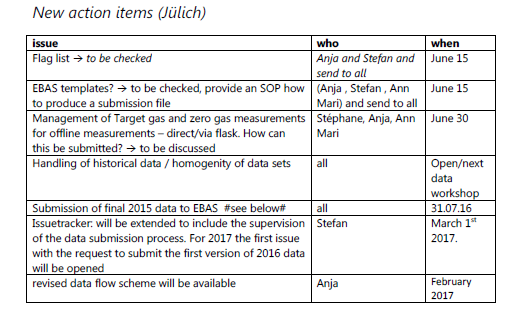 New action items (Jülich)
issue who when
Flag list → to be checked Anja and Stefan and June 15
send to all
EBAS templates? → to be checked, provide an SOP how (Anja , Stefan , Ann June 15
to produce a submission file Mari) and send to all
Management of Target gas and zero gas measurements Stéphane, Anja, Ann June 30
for offline measurements – direct/via flask. How can Mari
this be submitted? → to be discussed
Handling of historical data / homogenity of data sets all Open/next
data
workshop
Submission of final 2015 data to EBAS #see below# all 31.07.16
Issuetracker: will be extended to include the supervision Stefan March 1st
of the data submission process. For 2017 the first issue 2017.
with the request to submit the first version of 2016 data
will be opened
revised data flow scheme will be available Anja February
2017